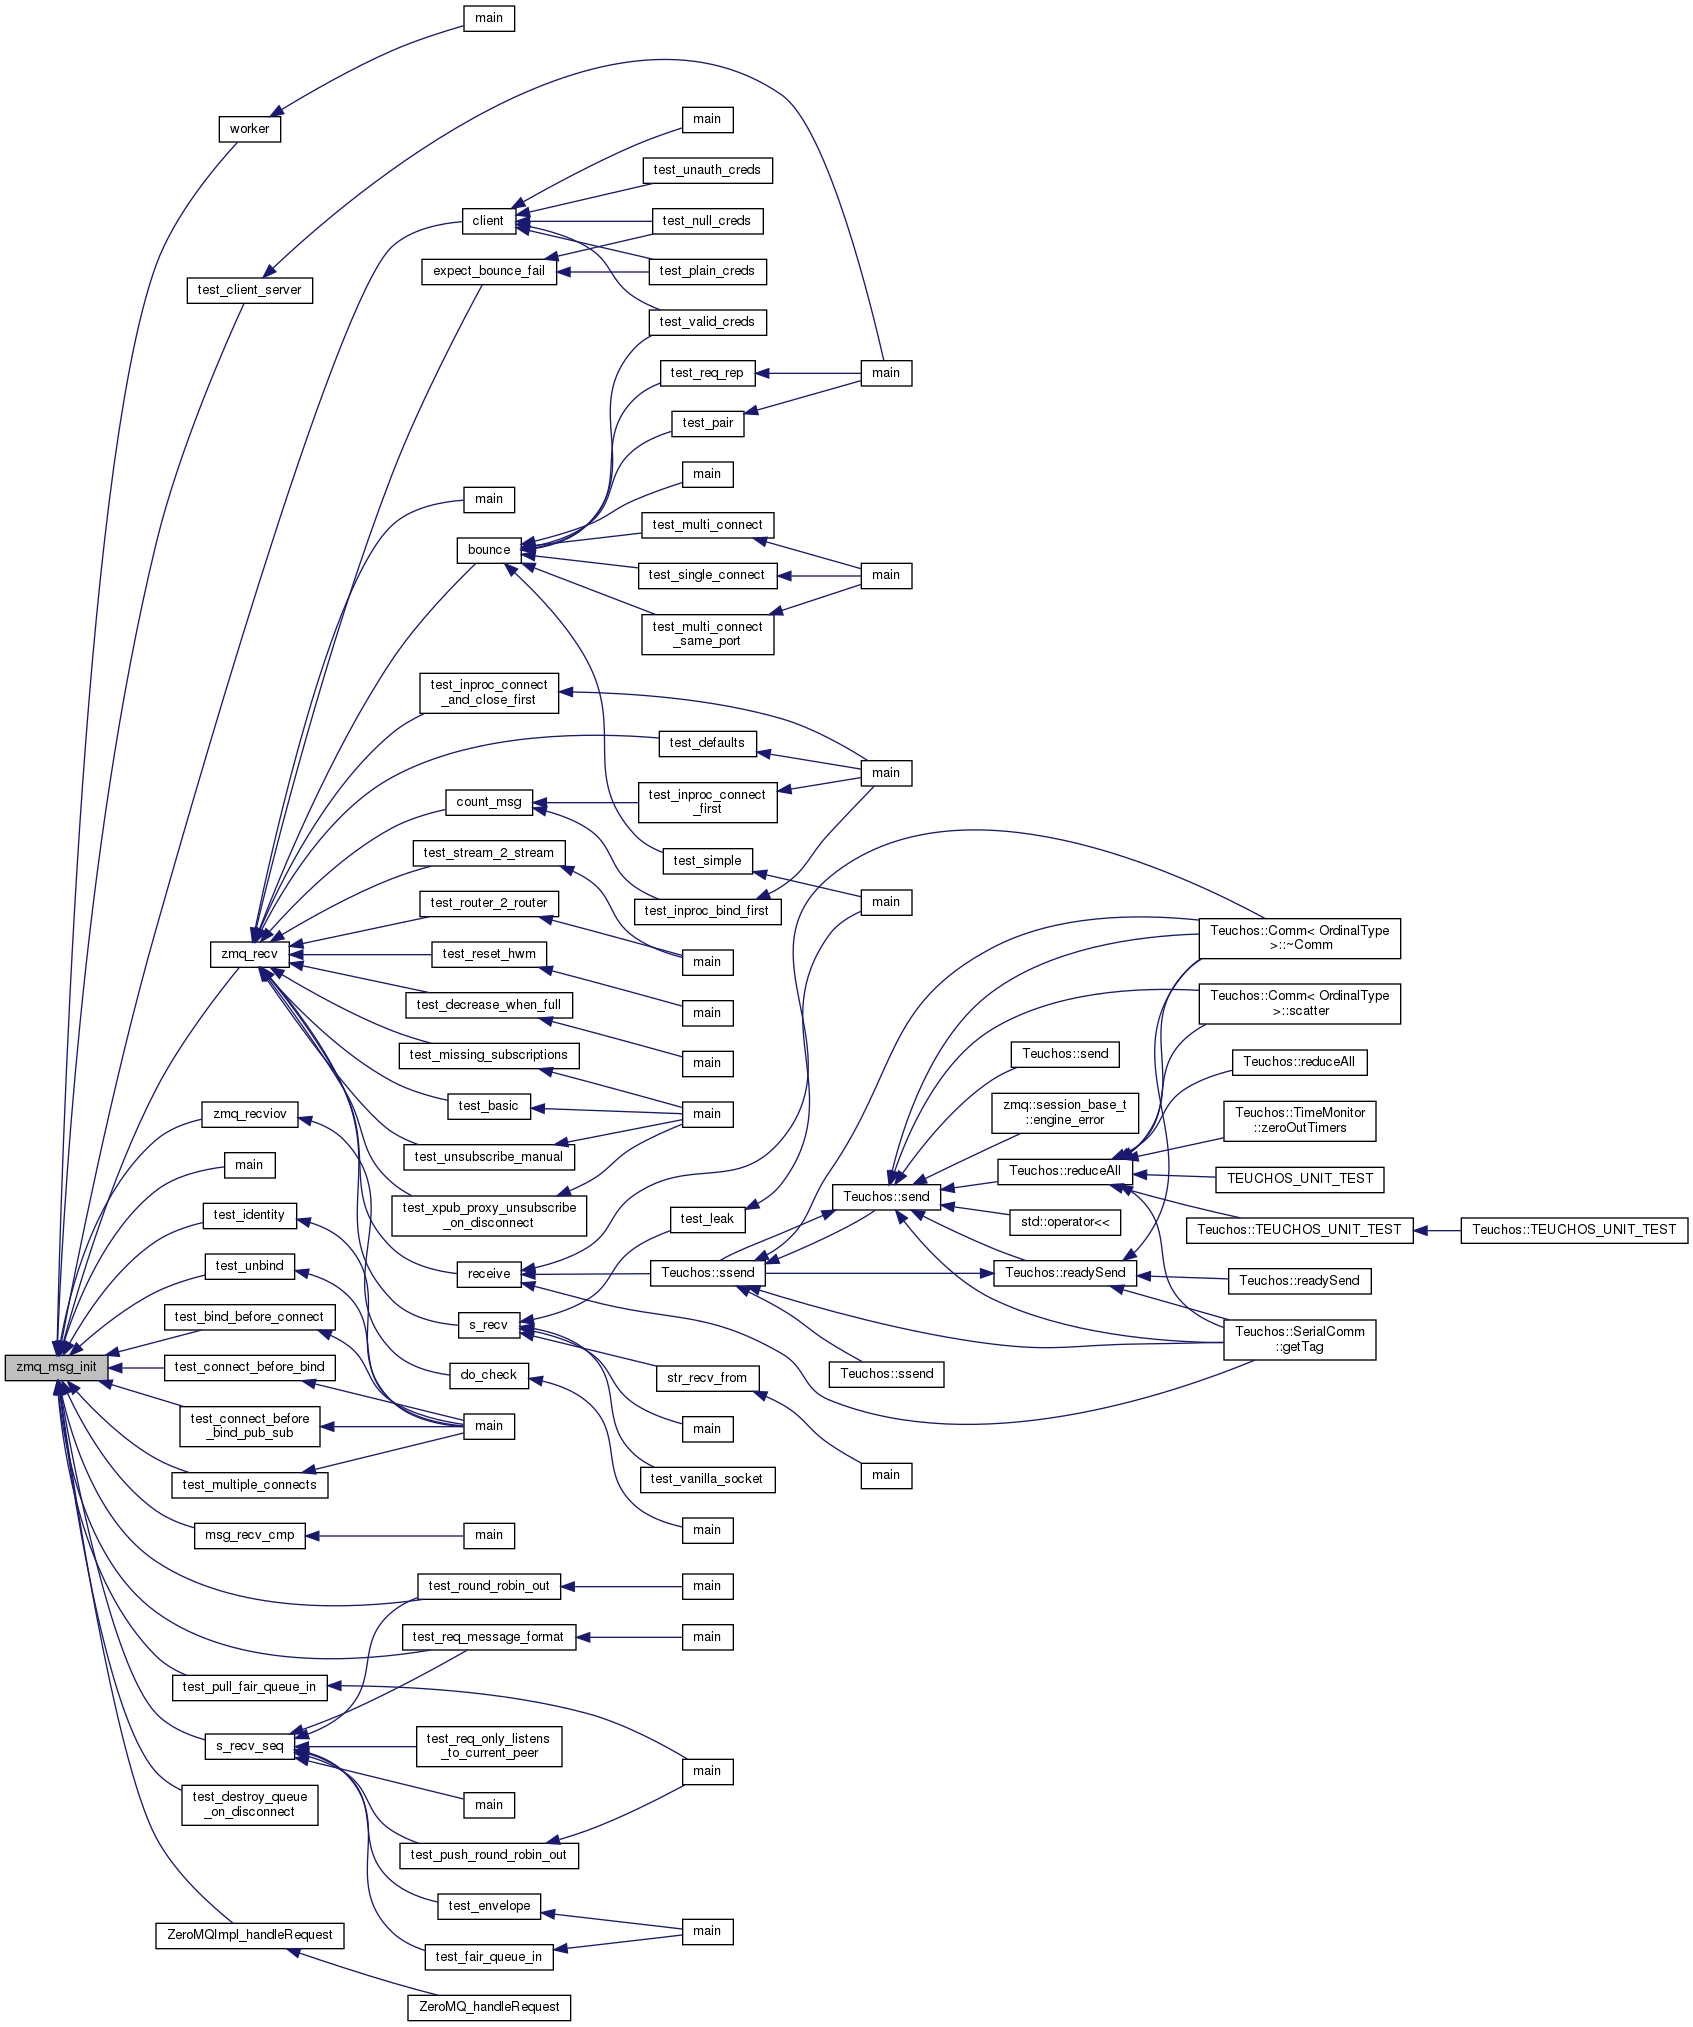 main
worker
main
test_unauth_creds
client
test_null_creds
expect_bounce_fail
test_plain_creds
test_client_server
test_valid_creds
test_req_rep
main
test_pair
main
main
test_multi_connect
bounce
test_single_connect
main
test_multi_connect
_same_port
test_inproc_connect
_and_close_first
test_defaults
main
count_msg
test_inproc_connect
_first
test_stream_2_stream
test_simple
test_router_2_router
main
test_inproc_bind_first
Teuchos::Comm< OrdinalType
>::~Comm
zmq_recv
test_reset_hwm
main
test_decrease_when_full
main
Teuchos::Comm< OrdinalType
>::scatter
test_missing_subscriptions
main
Teuchos::send
Teuchos::reduceAll
test_basic
zmq_recviov
main
zmq::session_base_t
::engine_error
Teuchos::TimeMonitor
::zeroOutTimers
test_unsubscribe_manual
main
Teuchos::reduceAll
TEUCHOS_UNIT_TEST
Teuchos::send
test_xpub_proxy_unsubscribe
_on_disconnect
test_identity
test_leak
std::operator<<
Teuchos::TEUCHOS_UNIT_TEST
Teuchos::TEUCHOS_UNIT_TEST
test_unbind
receive
Teuchos::ssend
Teuchos::readySend
Teuchos::readySend
test_bind_before_connect
s_recv
Teuchos::SerialComm
::getTag
zmq_msg_init
test_connect_before_bind
do_check
str_recv_from
Teuchos::ssend
test_connect_before
_bind_pub_sub
main
main
test_multiple_connects
test_vanilla_socket
main
msg_recv_cmp
main
main
test_round_robin_out
main
test_req_message_format
main
test_pull_fair_queue_in
s_recv_seq
test_req_only_listens
_to_current_peer
main
test_destroy_queue
_on_disconnect
main
test_push_round_robin_out
test_envelope
main
ZeroMQImpl_handleRequest
test_fair_queue_in
ZeroMQ_handleRequest